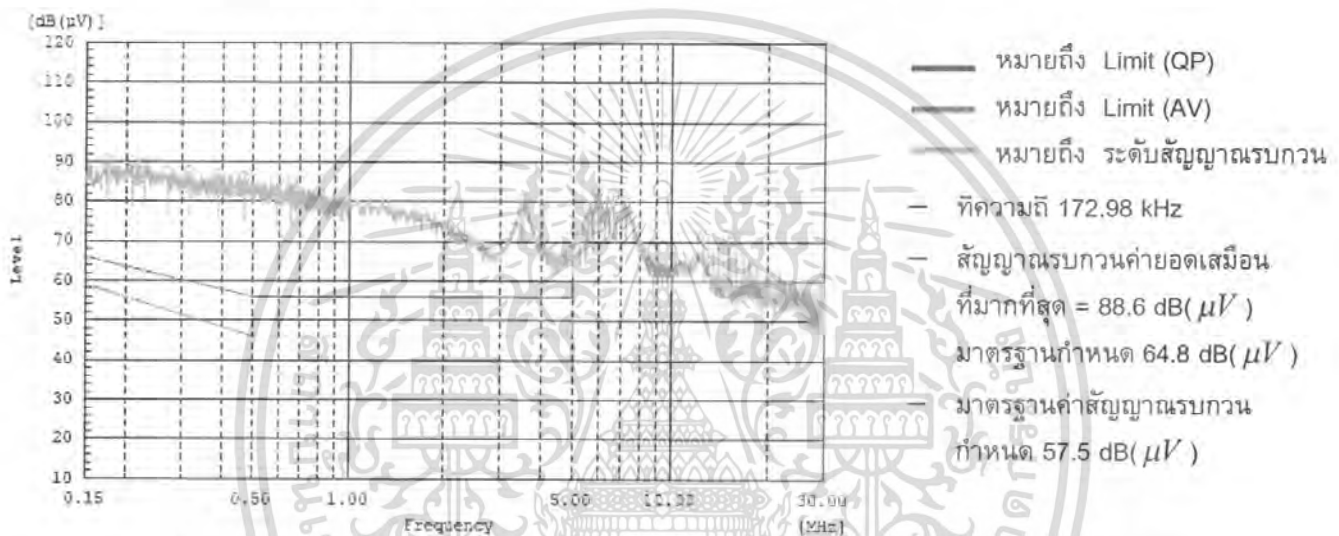 [dB(μV)]
120
110
100
90
80
70
60
50
40
30
20
10
Level
0.15
0.50
1.00
5.00
10.00
30.00
Frequency
[MHz]
หมายถึง Limit (QP)
หมายถึง Limit (AV)
หมายถึง ระดับสัญญาณรบกวน
– ที่ความถี่ 172.98 kHz
– สัญญาณรบกวนค่ายอดเสมือน
ที่มากที่สุด = 88.6 dB(μV)
มาตรฐานกำหนด 64.8 dB(μV)
– มาตรฐานค่าสัญญาณรบกวน
กำหนด 57.5 dB(μV)